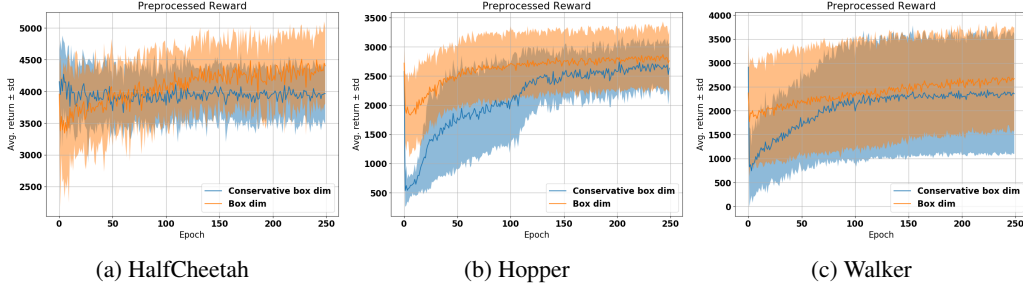 Preprocessed Reward
Avg. return ± std
5000
4500
4000
3500
3000
2500
0 50 100 150 200 250
Epoch
Conservative box dim
Box dim
(a) HalfCheetah
Preprocessed Reward
Avg. return ± std
3500
3000
2500
2000
1500
1000
500
0 50 100 150 200 250
Epoch
Conservative box dim
Box dim
(b) Hopper
Preprocessed Reward
Avg. return ± std
4000
3500
3000
2500
2000
1500
1000
500
0
0 50 100 150 200 250
Epoch
Conservative box dim
Box dim
(c) Walker